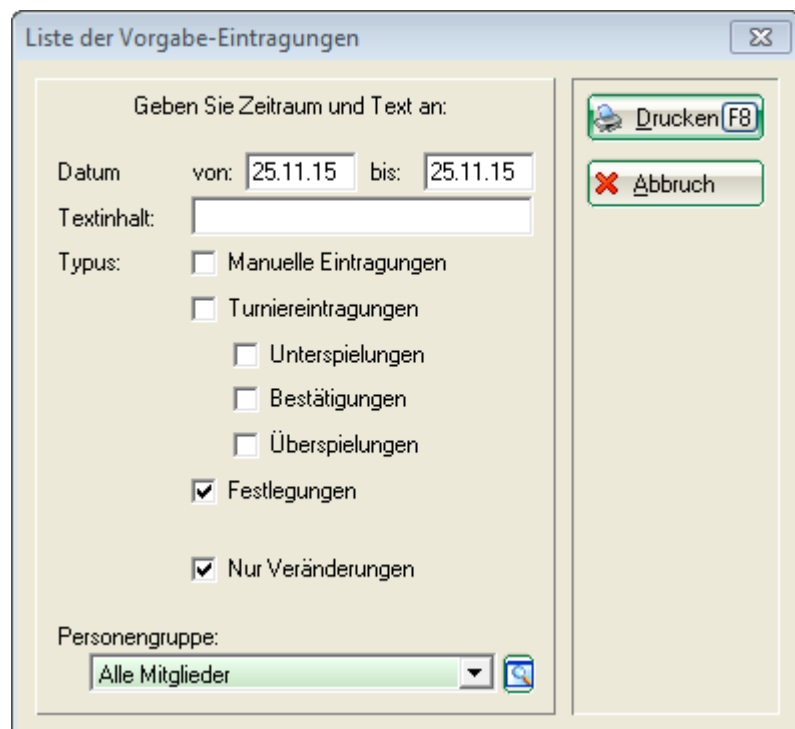 Liste der Vorgabe-Eintragungen
Geben Sie Zeitraum und Text an:
Datum von: 25.11.15 bis: 25.11.15
Textinhalt:
Typus: Manuelle Eintragungen
Turniereintragungen
Unterspielungen
Bestätigungen
Überspielungen
Festlegungen
Nur Veränderungen
Personengruppe:
Alle Mitglieder
Drucken F8
Abbruch